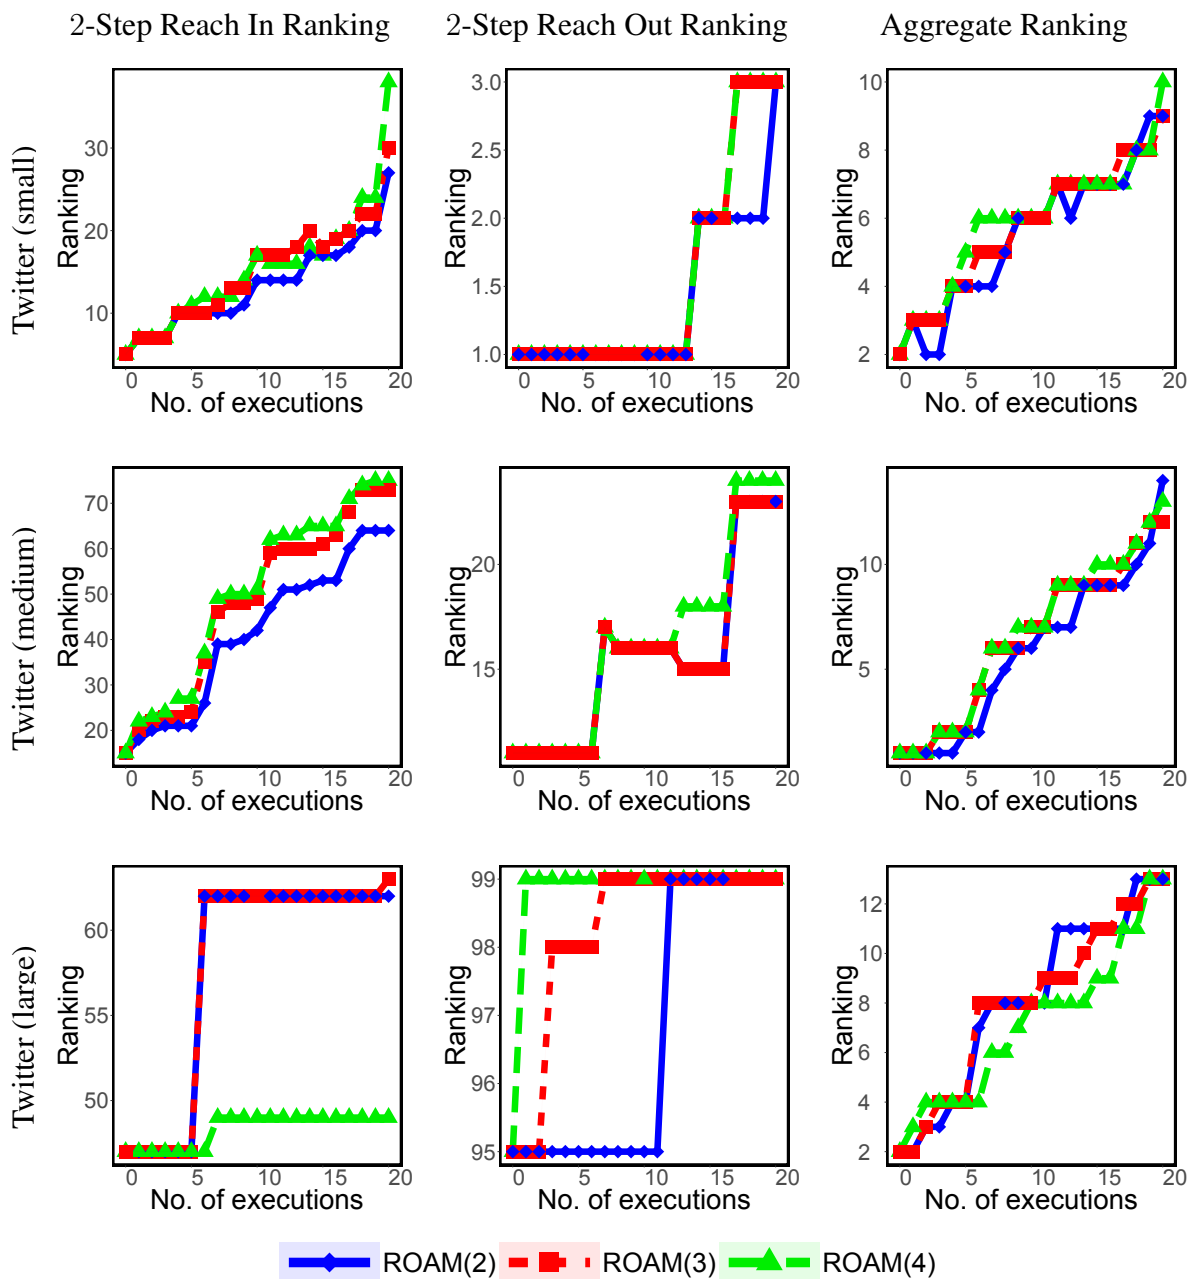 2-Step Reach In Ranking 2-Step Reach Out Ranking Aggregate Ranking
Twitter (small)
Ranking
30
20
10
0 5 10 15 20
No. of executions
Ranking
3.0
2.5
2.0
1.5
1.0
0 5 10 15 20
No. of executions
Ranking
10
8
6
4
2
0 5 10 15 20
No. of executions
Twitter (medium)
Ranking
70
60
50
40
30
20
0 5 10 15 20
No. of executions
Ranking
20
15
0 5 10 15 20
No. of executions
Ranking
10
5
0 5 10 15 20
No. of executions
Twitter (large)
Ranking
60
55
50
0 5 10 15 20
No. of executions
Ranking
99
98
97
96
95
0 5 10 15 20
No. of executions
Ranking
12
10
8
6
4
2
0 5 10 15 20
No. of executions
ROAM(2) ROAM(3) ROAM(4)